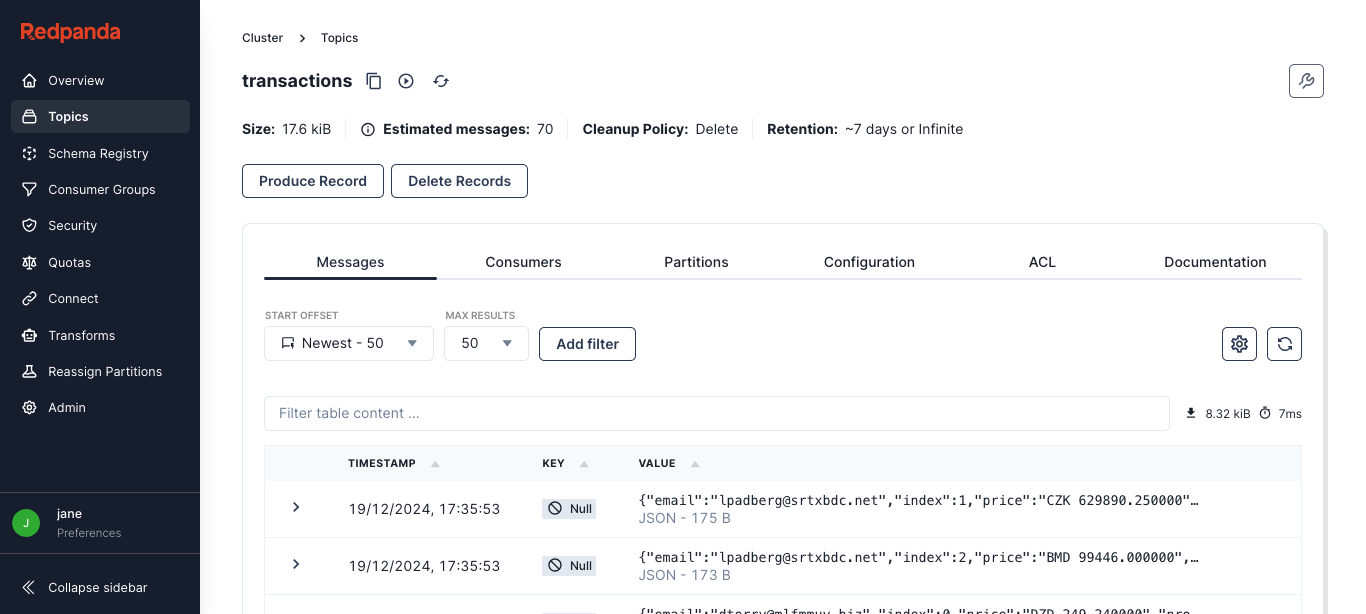 Redpanda
Overview
Topics
Schema Registry
Consumer Groups
Security
Quotas
Connect
Transforms
Reassign Partitions
Admin
J
jane
Preferences
Collapse sidebar
Cluster > Topics
transactions
Size: 17.6 kiB Estimated messages: 70 Cleanup Policy: Delete Retention: ~7 days or Infinite
Produce Record Delete Records
Messages Consumers Partitions Configuration ACL Documentation
START OFFSET MAX RESULTS
Newest - 50 50 Add filter
Filter table content ... 8.32 kiB 7ms
TIMESTAMP KEY VALUE
19/12/2024, 17:35:53 Null {"email":"lpadberg@srtxbdc.net","index":1,"price":"CZK 629890.250000"…
JSON - 175 B
19/12/2024, 17:35:53 Null {"email":"lpadberg@srtxbdc.net","index":2,"price":"BMD 99446.000000",…
JSON - 173 B